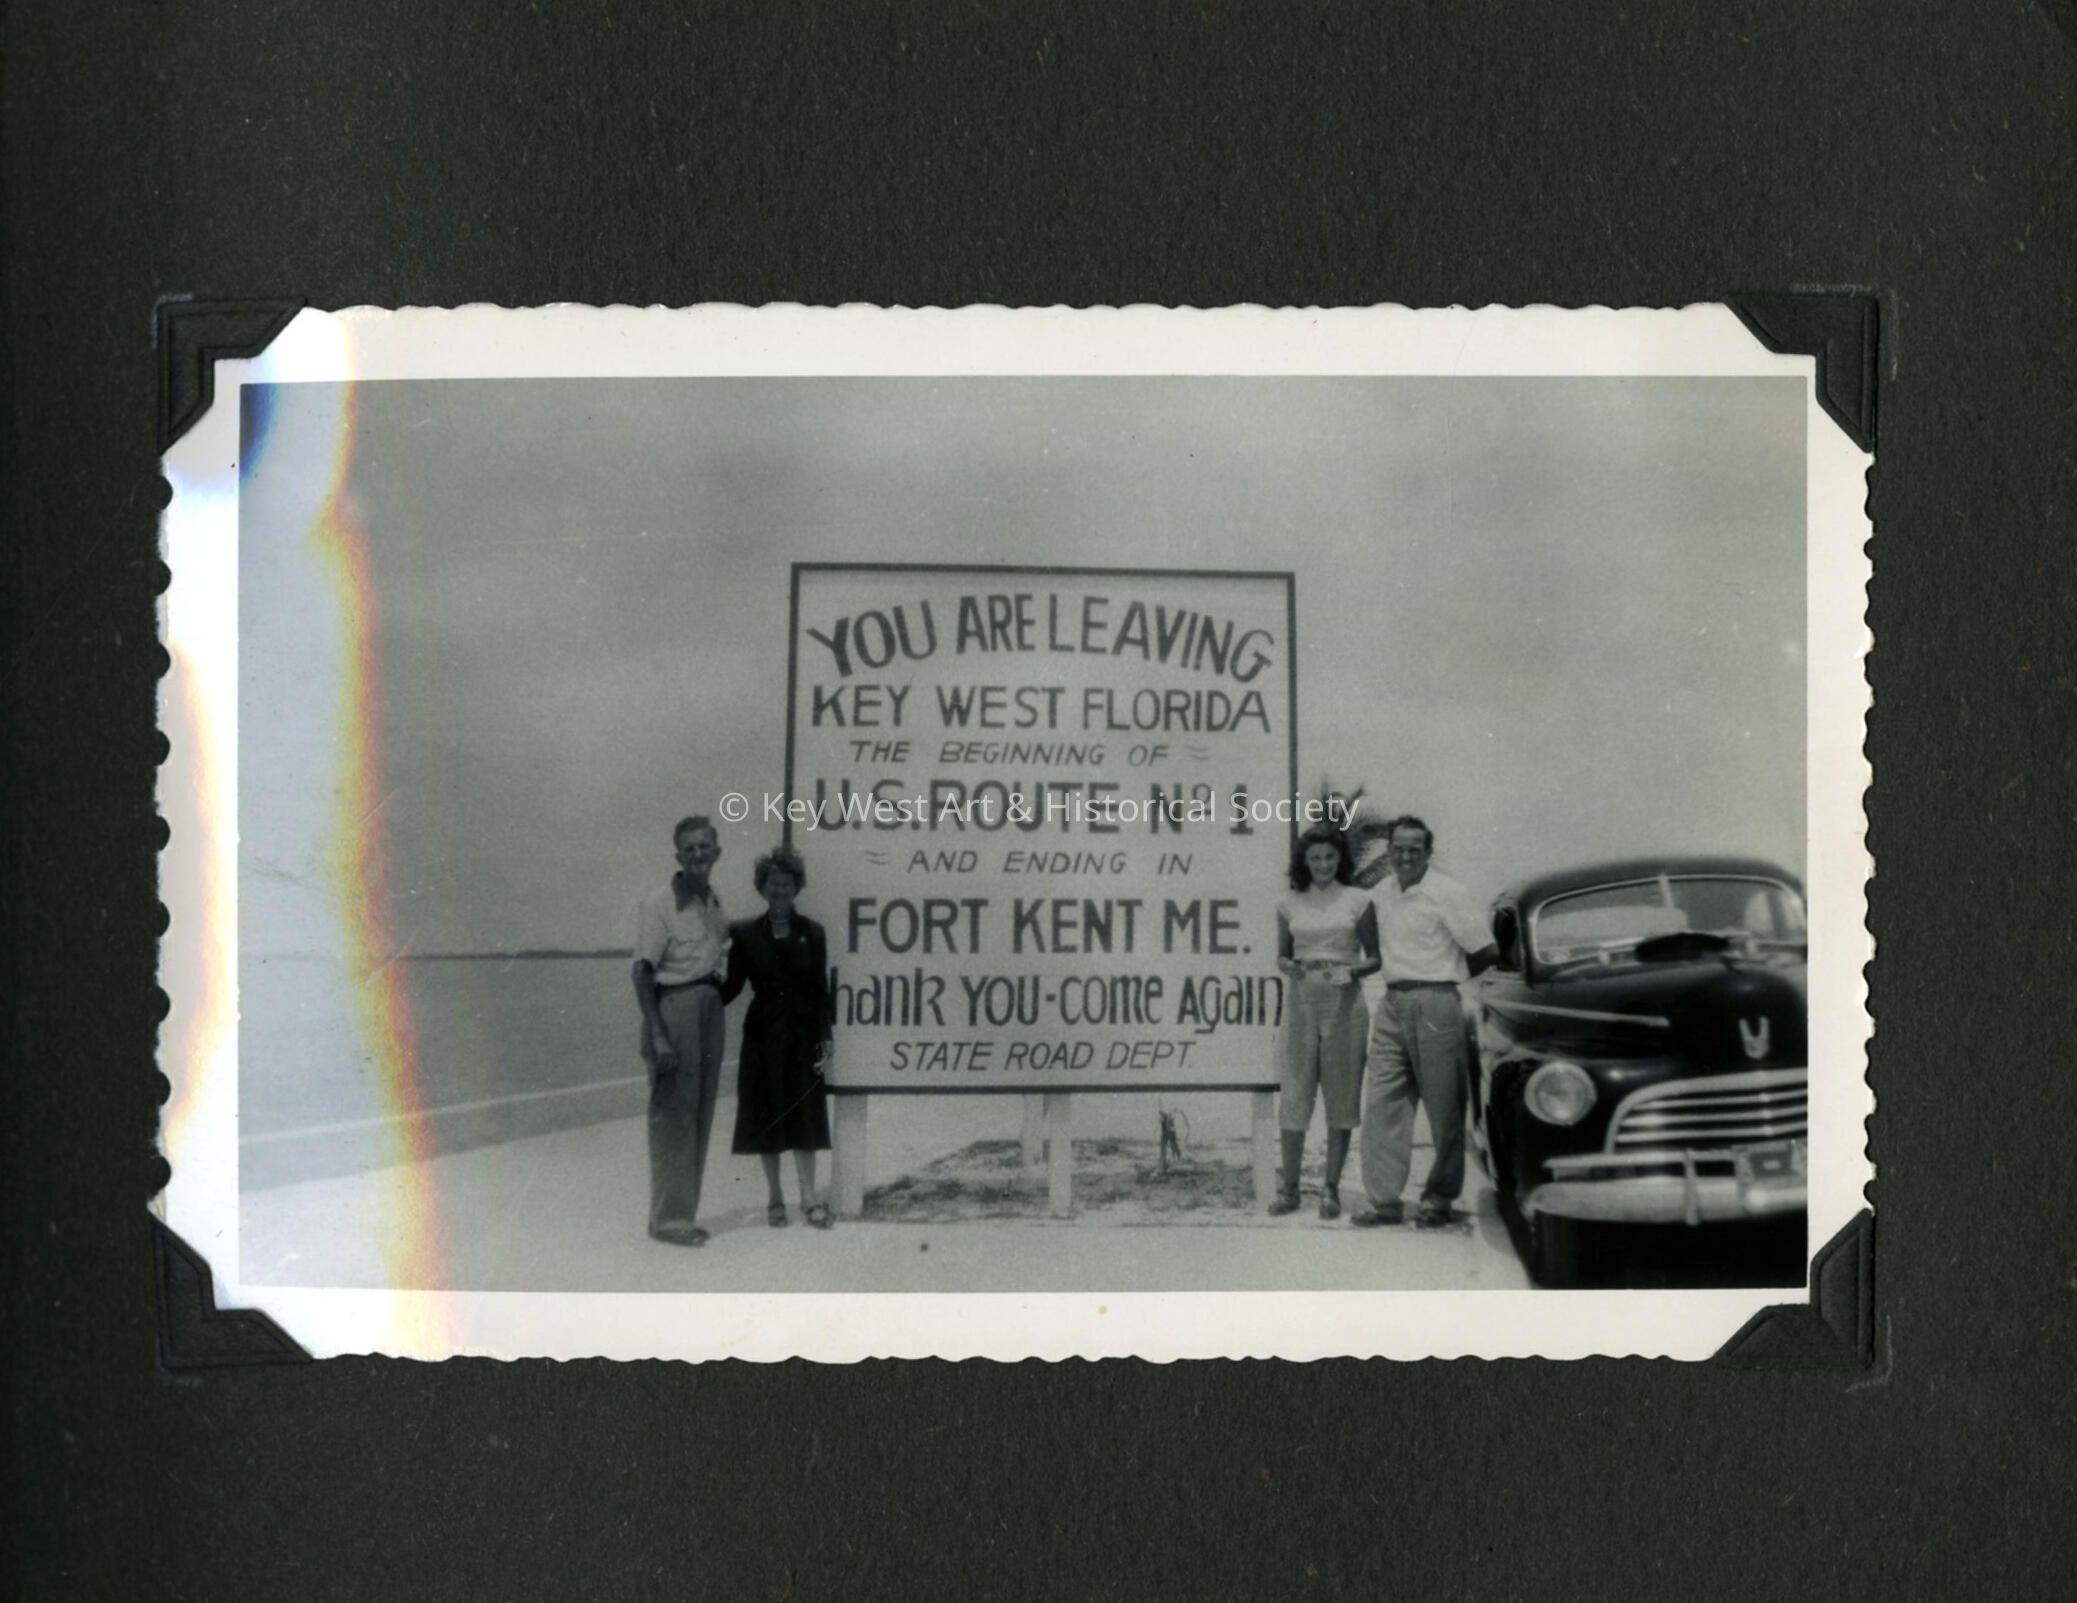 YOU ARE LEAVING
KEY WEST FLORIDA
THE BEGINNING OF
U.S. ROUTE Nº 1
© Key West Art & Historical Society
AND ENDING IN
FORT KENT ME.
hank YOU-COME AGAIN
STATE ROAD DEPT.